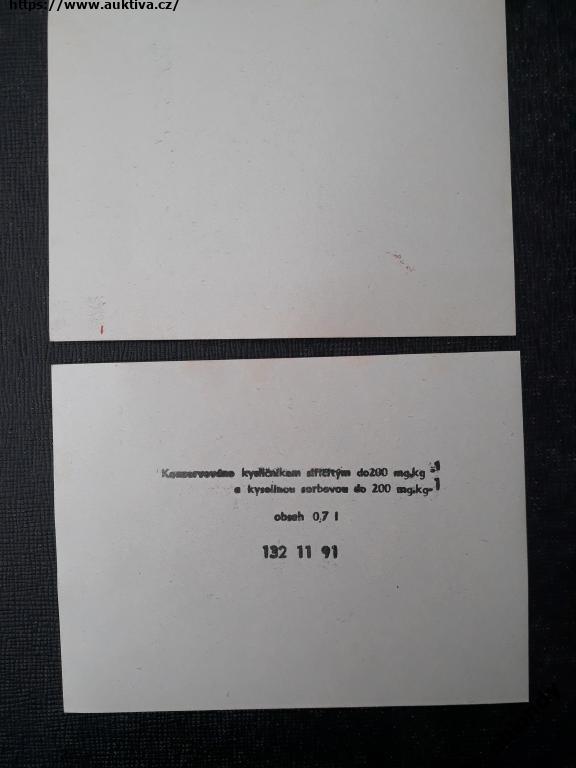 https://www.auktiva.cz/
Konzervováno kysličníkem siřičitým do200 mg.kg -1
a kyselinou sorbovou do 200 mg.kg-1
obsah 0,7 l
132 11 91